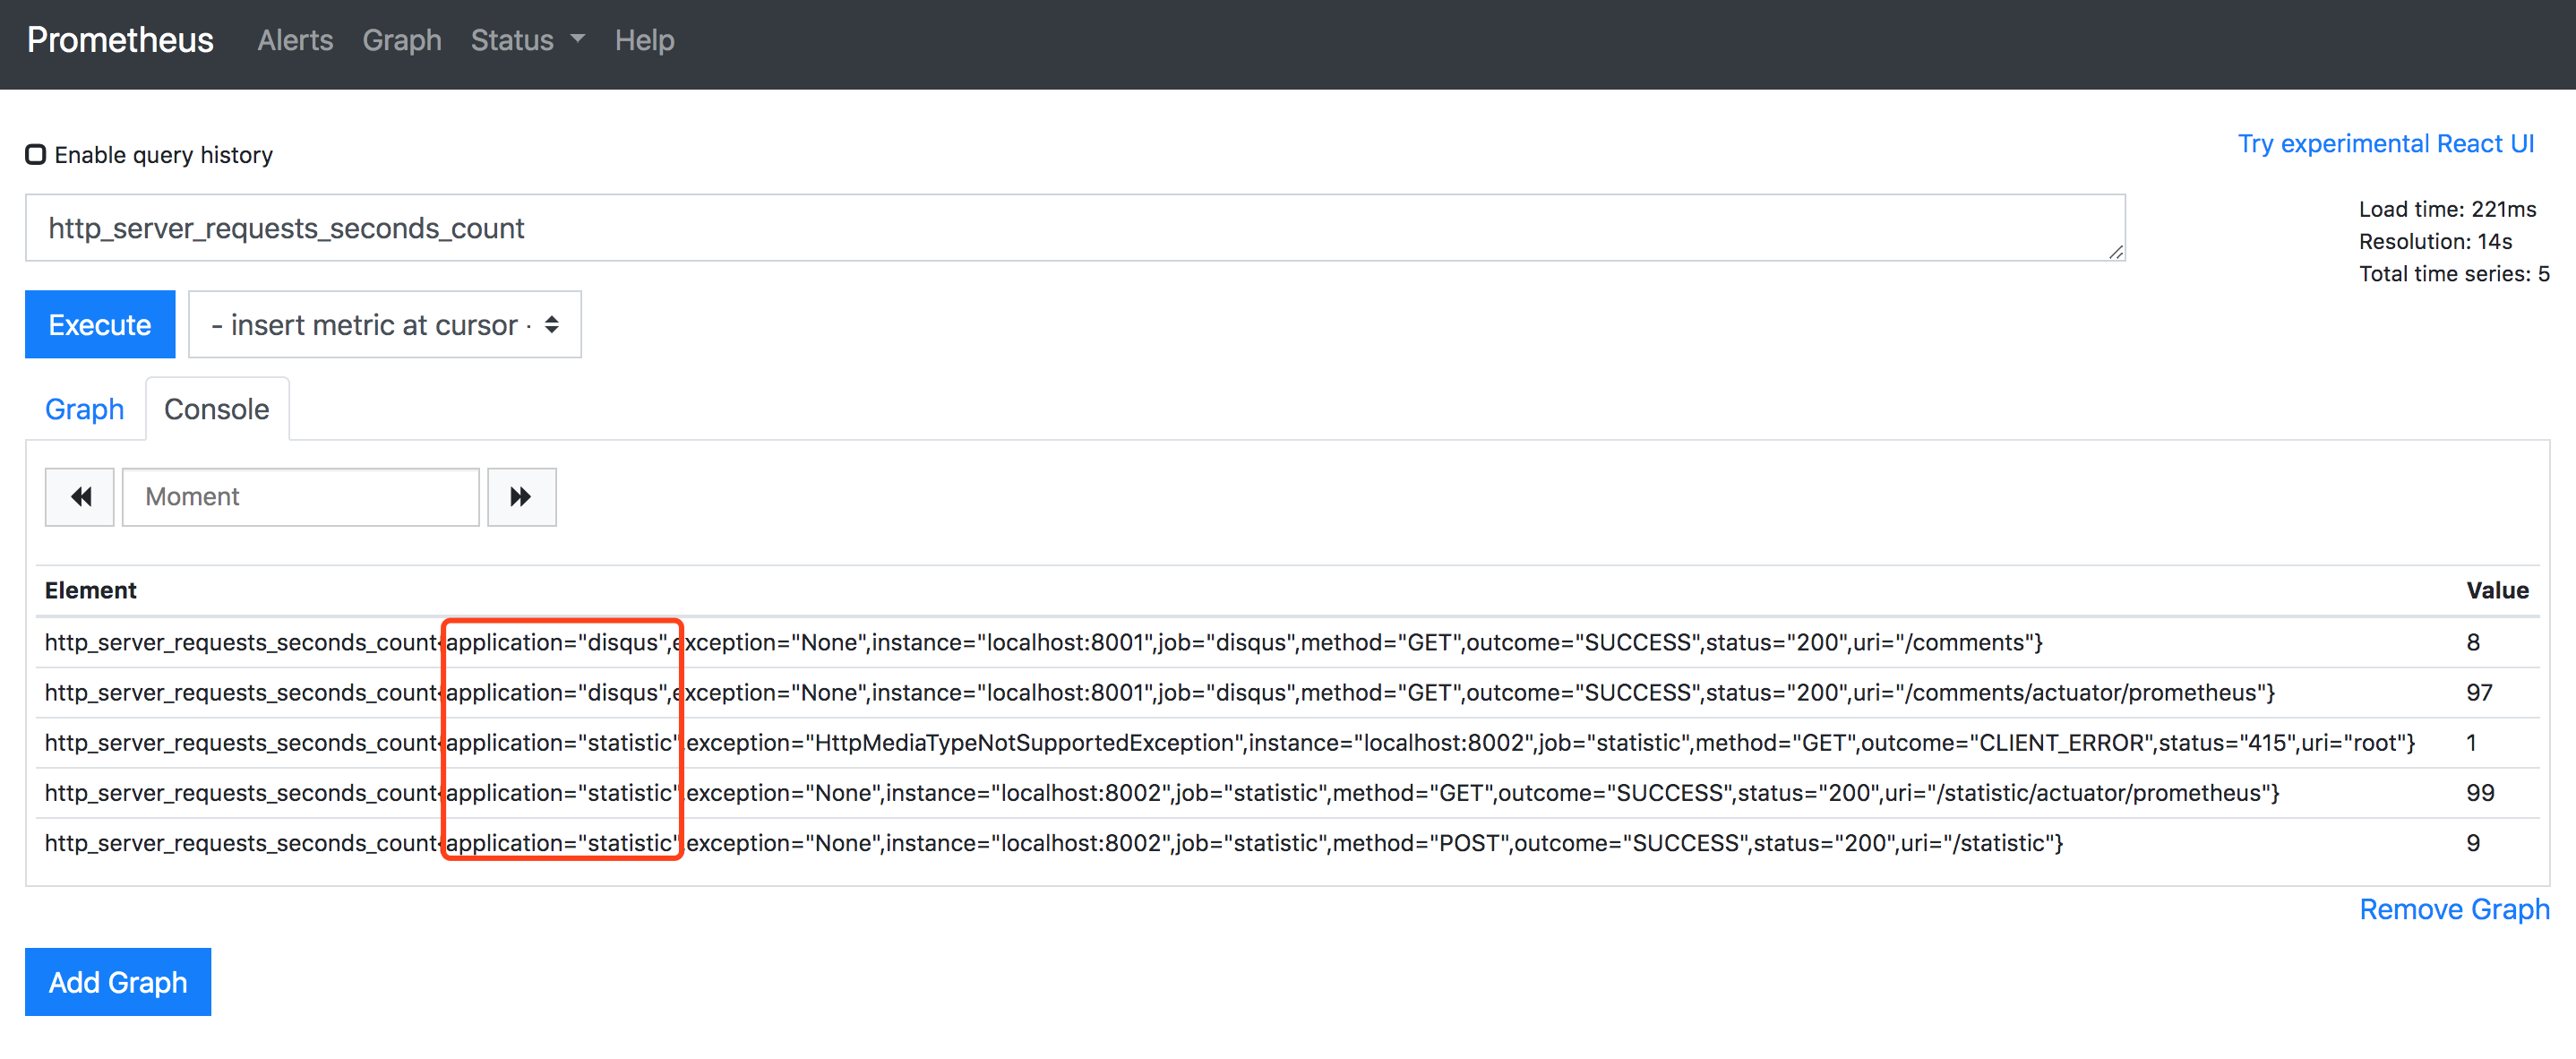 Prometheus Alerts Graph Status Help
Enable query history
Try experimental React UI
http_server_requests_seconds_count
Load time: 221ms
Resolution: 14s
Total time series: 5
Execute - insert metric at cursor -
Graph Console
Moment
Element Value
http_server_requests_seconds_count{application="disqus",exception="None",instance="localhost:8001",job="disqus",method="GET",outcome="SUCCESS",status="200",uri="/comments"} 8
http_server_requests_seconds_count{application="disqus",exception="None",instance="localhost:8001",job="disqus",method="GET",outcome="SUCCESS",status="200",uri="/comments/actuator/prometheus"} 97
http_server_requests_seconds_count{application="statistic",exception="HttpMediaTypeNotSupportedException",instance="localhost:8002",job="statistic",method="GET",outcome="CLIENT_ERROR",status="415",uri="root"} 1
http_server_requests_seconds_count{application="statistic",exception="None",instance="localhost:8002",job="statistic",method="GET",outcome="SUCCESS",status="200",uri="/statistic/actuator/prometheus"} 99
http_server_requests_seconds_count{application="statistic",exception="None",instance="localhost:8002",job="statistic",method="POST",outcome="SUCCESS",status="200",uri="/statistic"} 9
Remove Graph
Add Graph